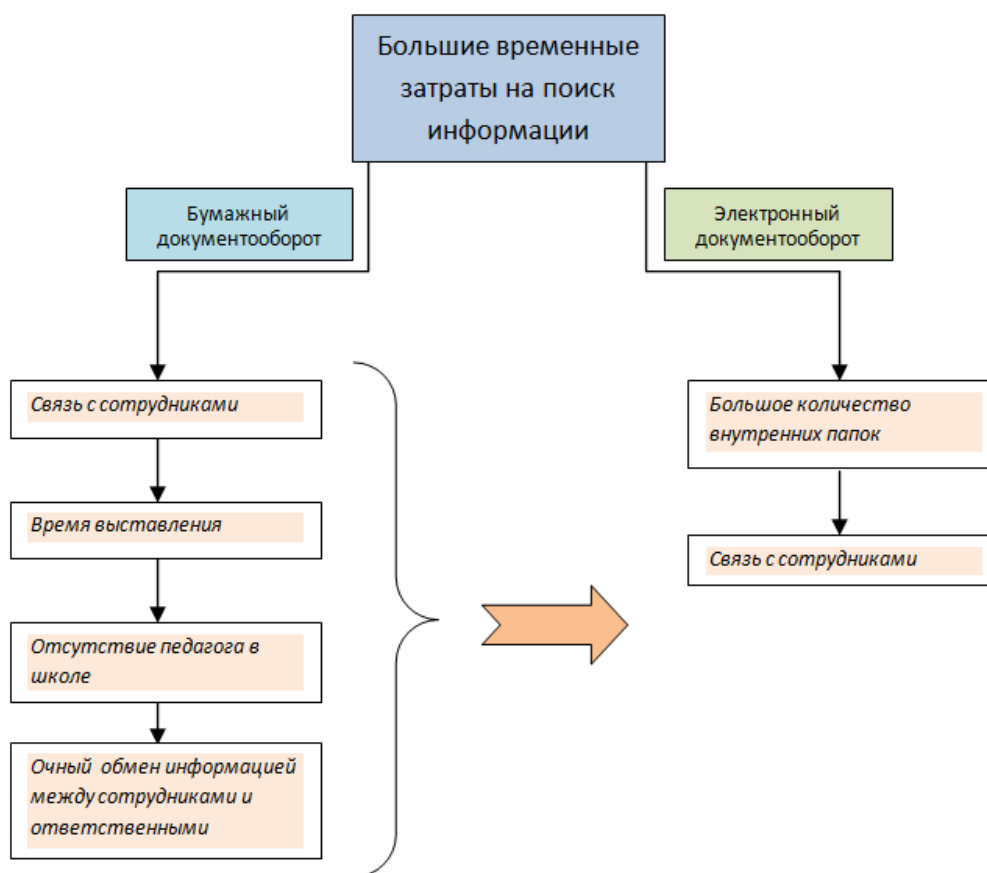 Большие временные
затраты на поиск
информации
Бумажный
документооборот
Электронный
документооборот
Связь с сотрудниками
Время выставления
Отсутствие педагога в
школе
Очный обмен информацией
между сотрудниками и
ответственными
Большое количество
внутренних папок
Связь с сотрудниками